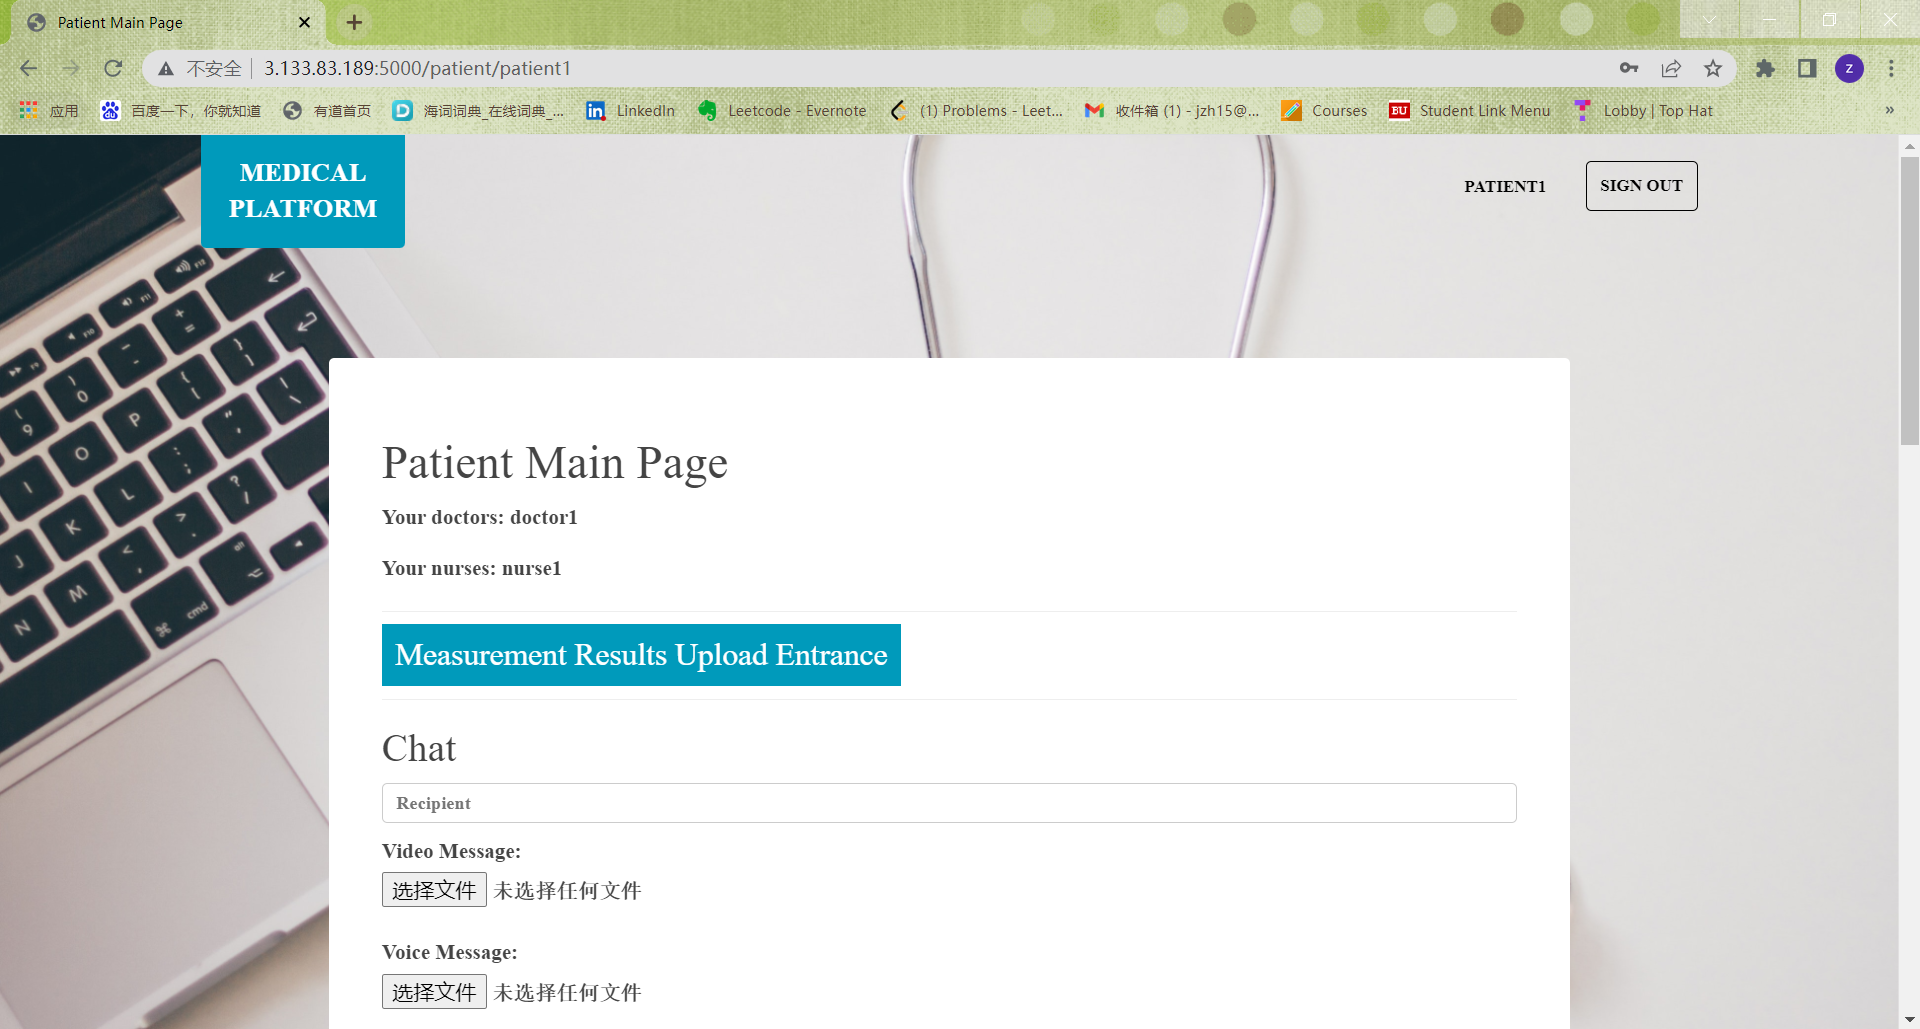 Patient Main Page
不安全 3.133.83.189:5000/patient/patient1
z
应用 百度一下，你就知道 有道首页 海词词典_在线词典_... LinkedIn Leetcode - Evernote (1) Problems - Leet... 收件箱 (1) - jzh15@... Courses BU Student Link Menu Lobby | Top Hat »
MEDICAL
PLATFORM
PATIENT1
SIGN OUT
Patient Main Page
Your doctors: doctor1
Your nurses: nurse1
Measurement Results Upload Entrance
Chat
Recipient
Video Message:
选择文件 未选择任何文件
Voice Message:
选择文件 未选择任何文件